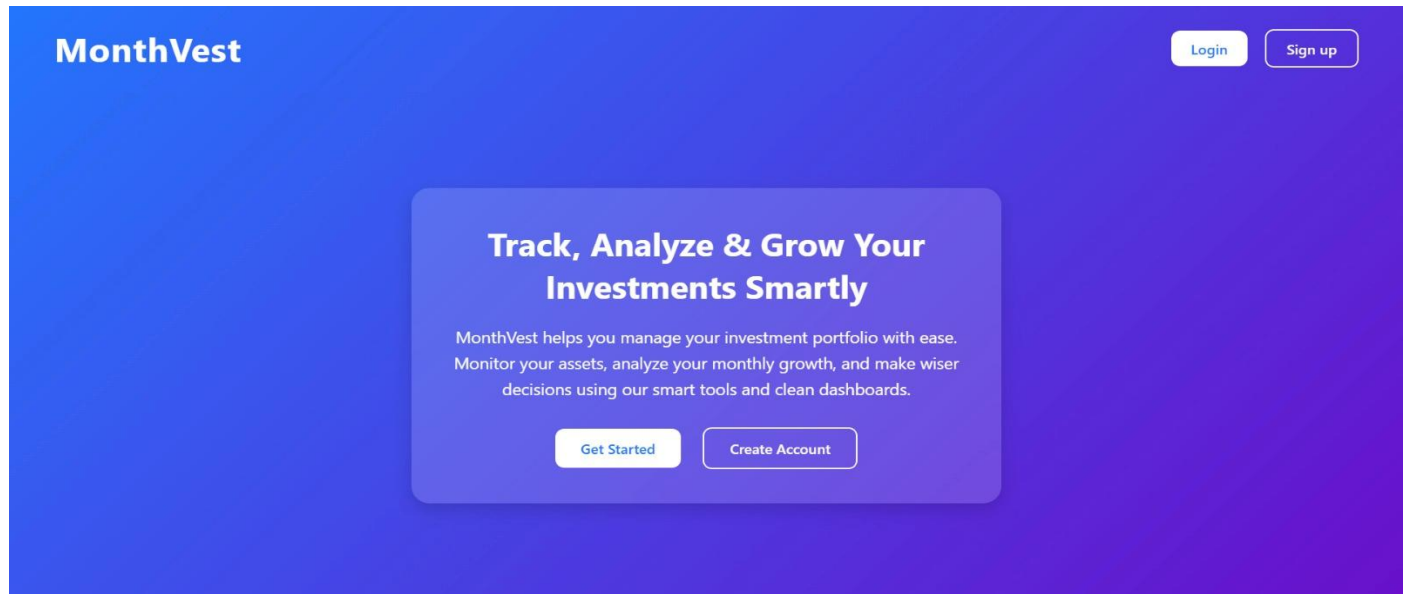 MonthVest
Login
Sign up
Track, Analyze & Grow Your
Investments Smartly
MonthVest helps you manage your investment portfolio with ease.
Monitor your assets, analyze your monthly growth, and make wiser
decisions using our smart tools and clean dashboards.
Get Started
Create Account